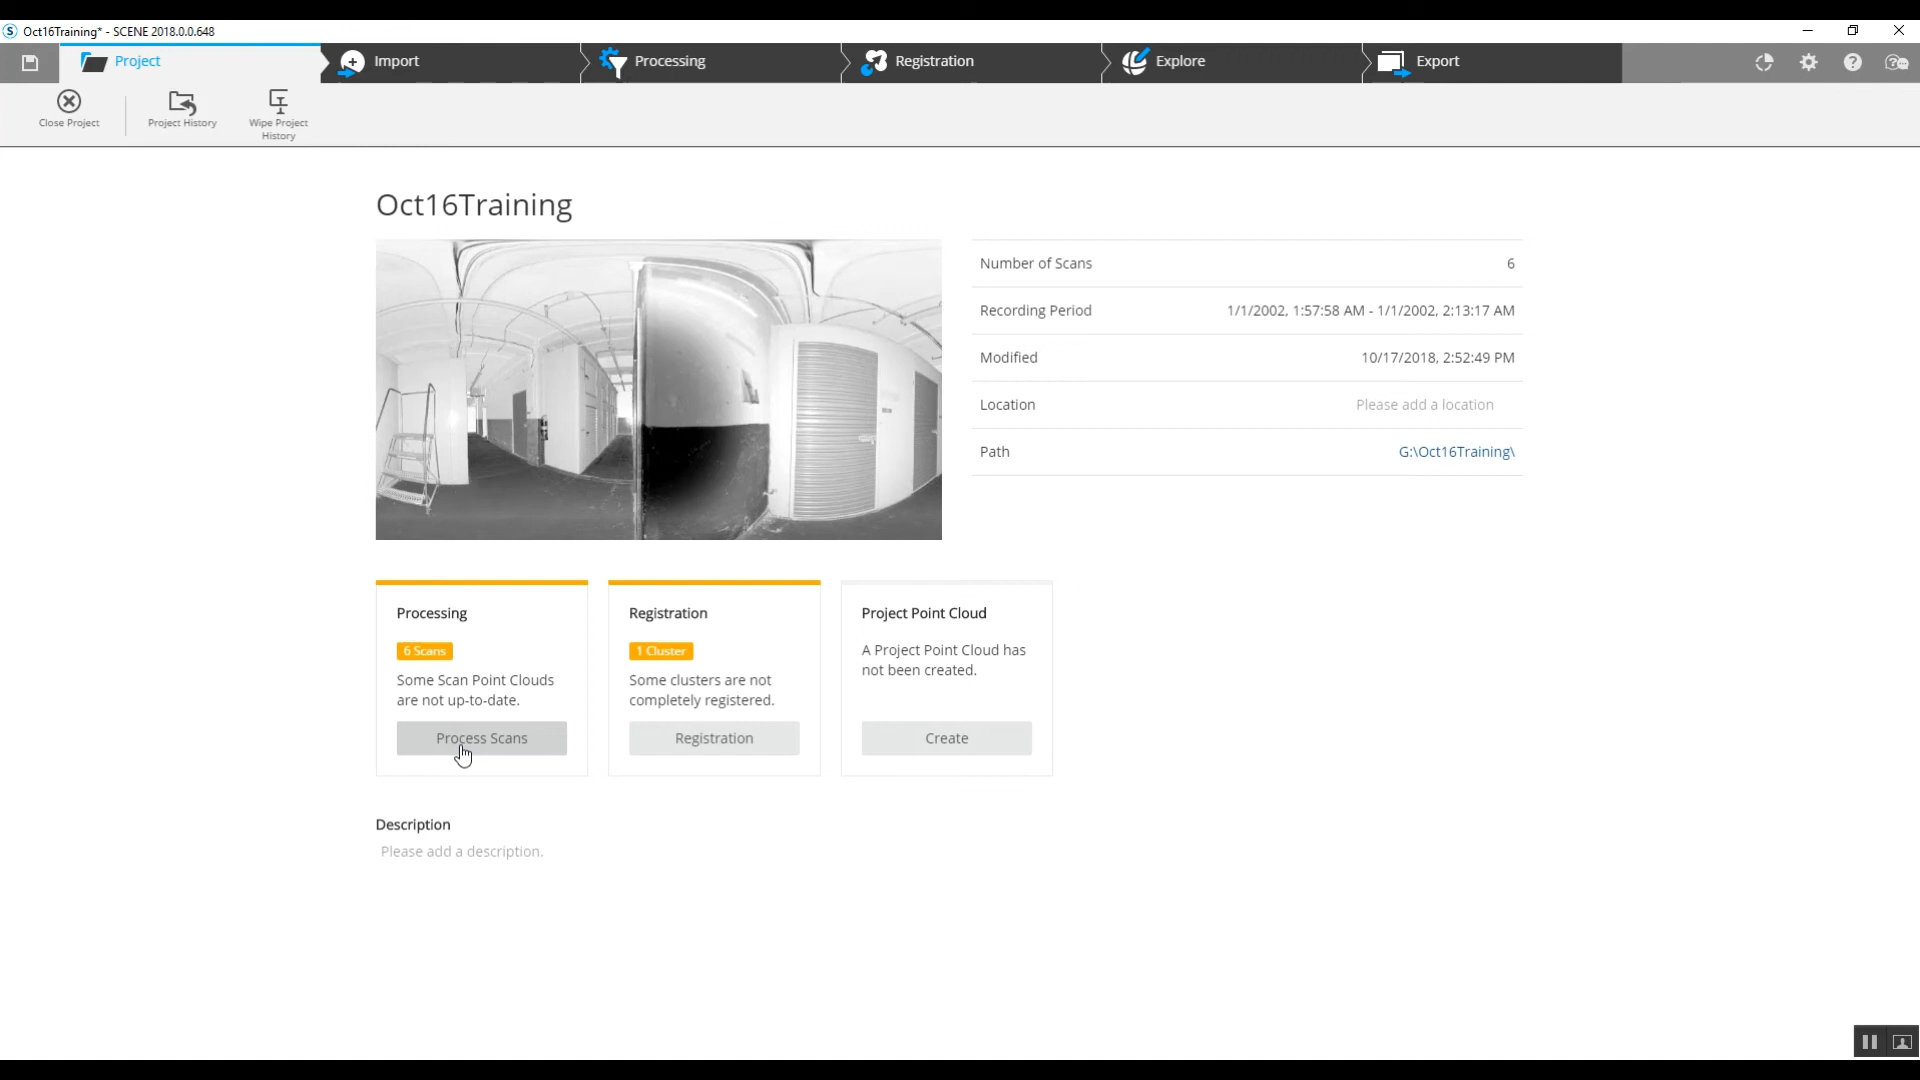 S Oct16Training* - SCENE 2018.0.0.648
Project
Import
Processing
Registration
Explore
Export
Close Project
Project History
Wipe Project
History
Oct16Training
Number of Scans 6
Recording Period 1/1/2002, 1:57:58 AM - 1/1/2002, 2:13:17 AM
Modified 10/17/2018, 2:52:49 PM
Location Please add a location
Path G:\Oct16Training\
Processing
6 Scans
Some Scan Point Clouds
are not up-to-date.
Process Scans
Registration
1 Cluster
Some clusters are not
completely registered.
Registration
Project Point Cloud
A Project Point Cloud has
not been created.
Create
Description
Please add a description.